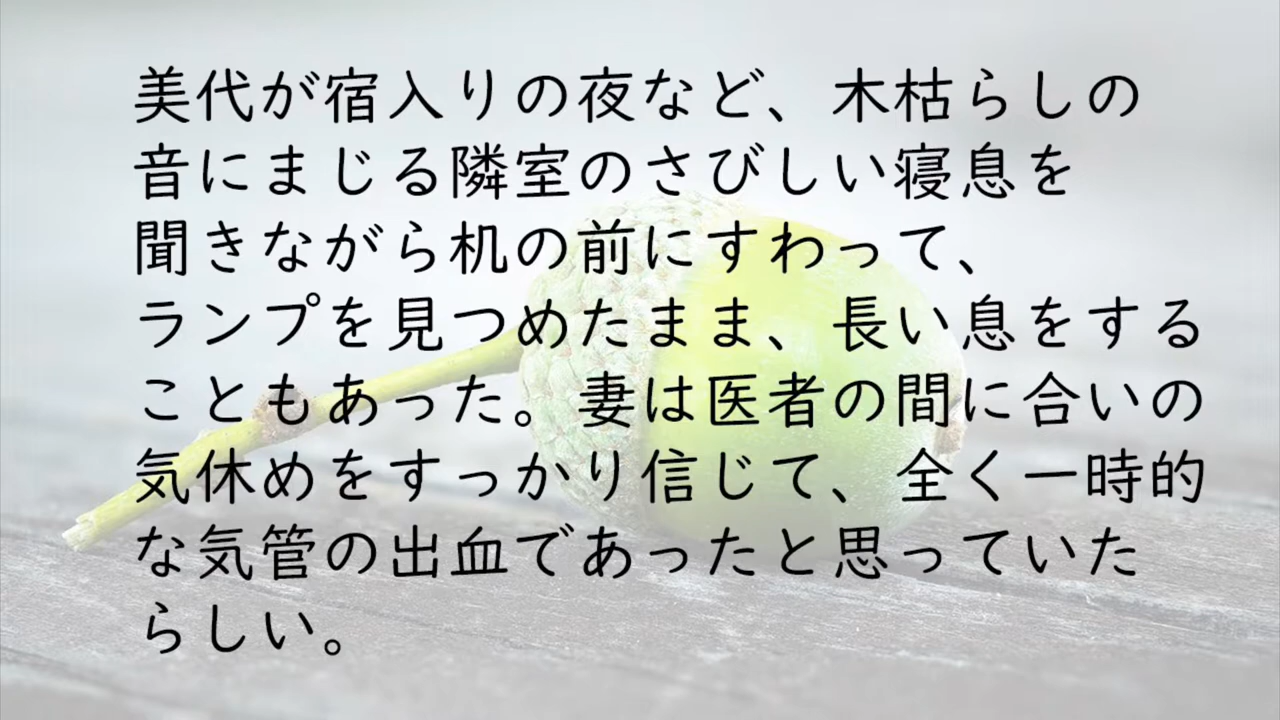 美代が宿入りの夜など、木枯らしの
音にまじる隣室のさびしい寝息を
聞きながら机の前にすわって、
ランプを見つめたまま、長い息をする
こともあった。妻は医者の間に合いの
気休めをすっかり信じて、全く一時的
な気管の出血であったと思っていた
らしい。